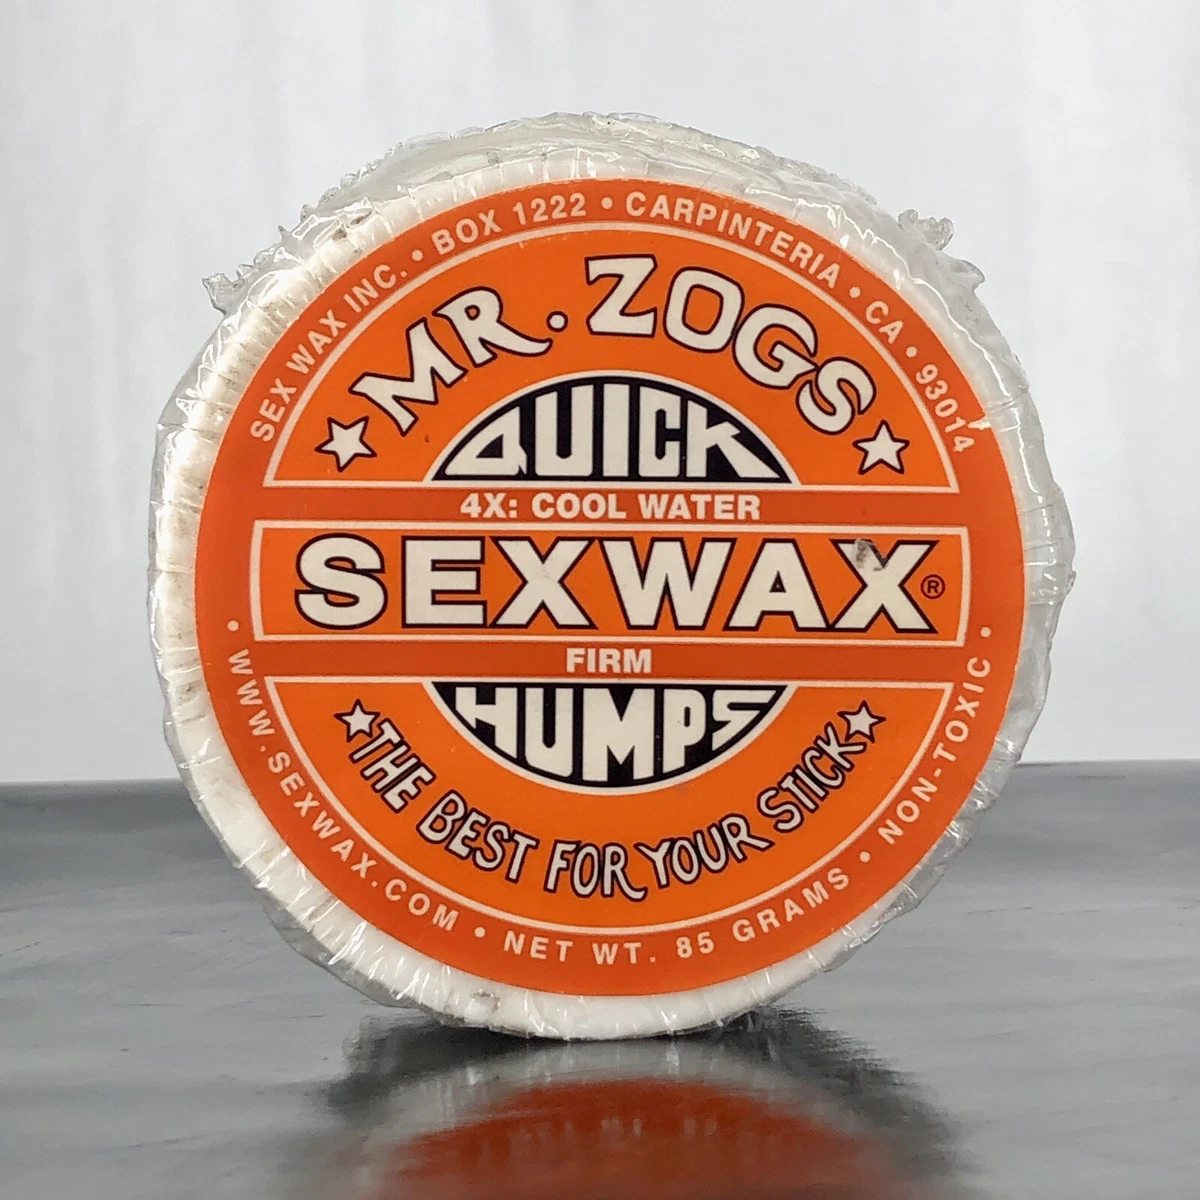 SEX WAX INC. • BOX 1222 • CARPINTERIA • CA • 93014
MR. ZOGS
QUICK
4X: COOL WATER
SEXWAX®
FIRM
HUMPS
THE BEST FOR YOUR STICK
• WWW.SEXWAX.COM • NET WT. 85 GRAMS • NON-TOXIC •